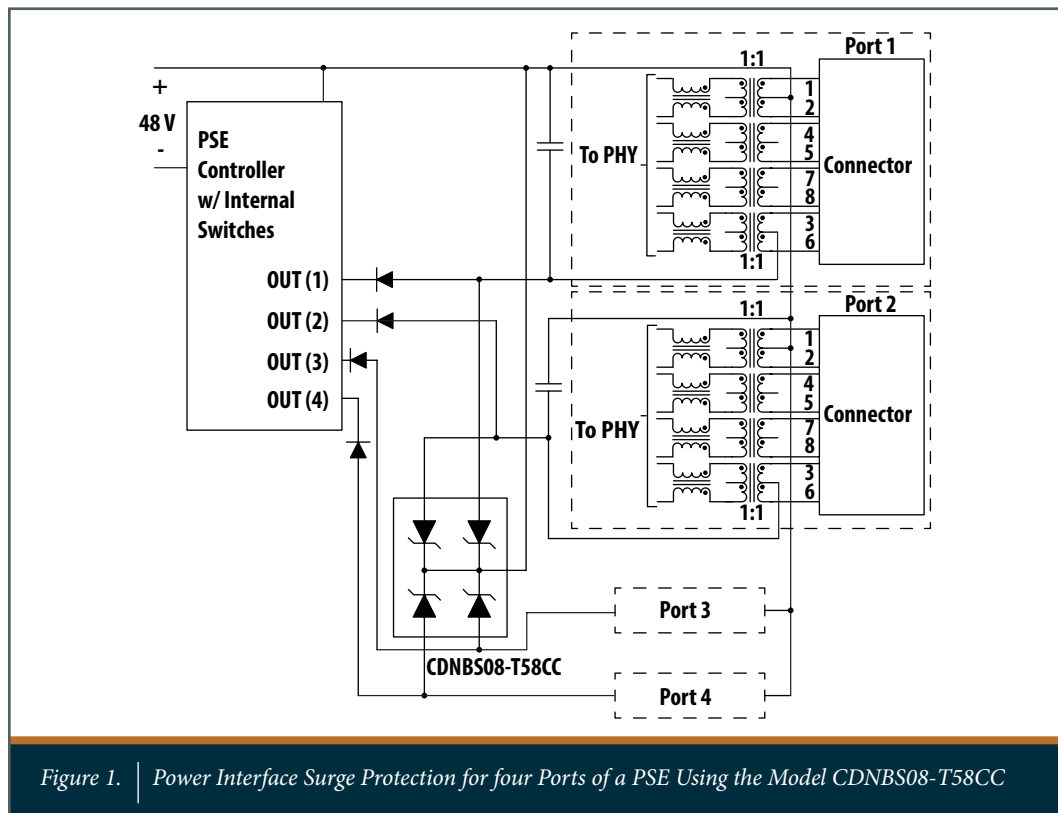 Port 1
1:1
+
48 V
-
PSE
Controller
w/ Internal
Switches
To PHY
1
2
4
5
7
8
3
6
Connector
1:1
OUT (1)
OUT (2)
OUT (3)
OUT (4)
Port 2
1:1
To PHY
1
2
4
5
7
8
3
6
Connector
1:1
Port 3
CDNBS08-T58CC
Port 4
Figure 1. Power Interface Surge Protection for four Ports of a PSE Using the Model CDNBS08-T58CC